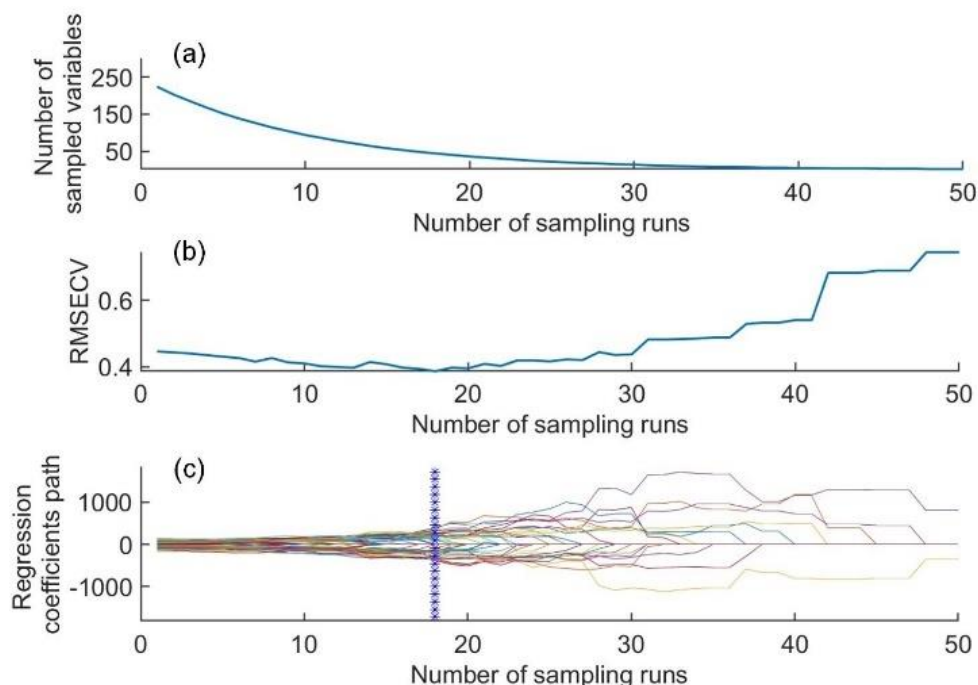 (a)
Number of
sampled variables
250
150
50
0 10 20 30 40 50
Number of sampling runs
(b)
RMSECV
0.6
0.4
0 10 20 30 40 50
Number of sampling runs
(c)
Regression
coefficients path
1000
0
-1000
0 10 20 30 40 50
Number of sampling runs